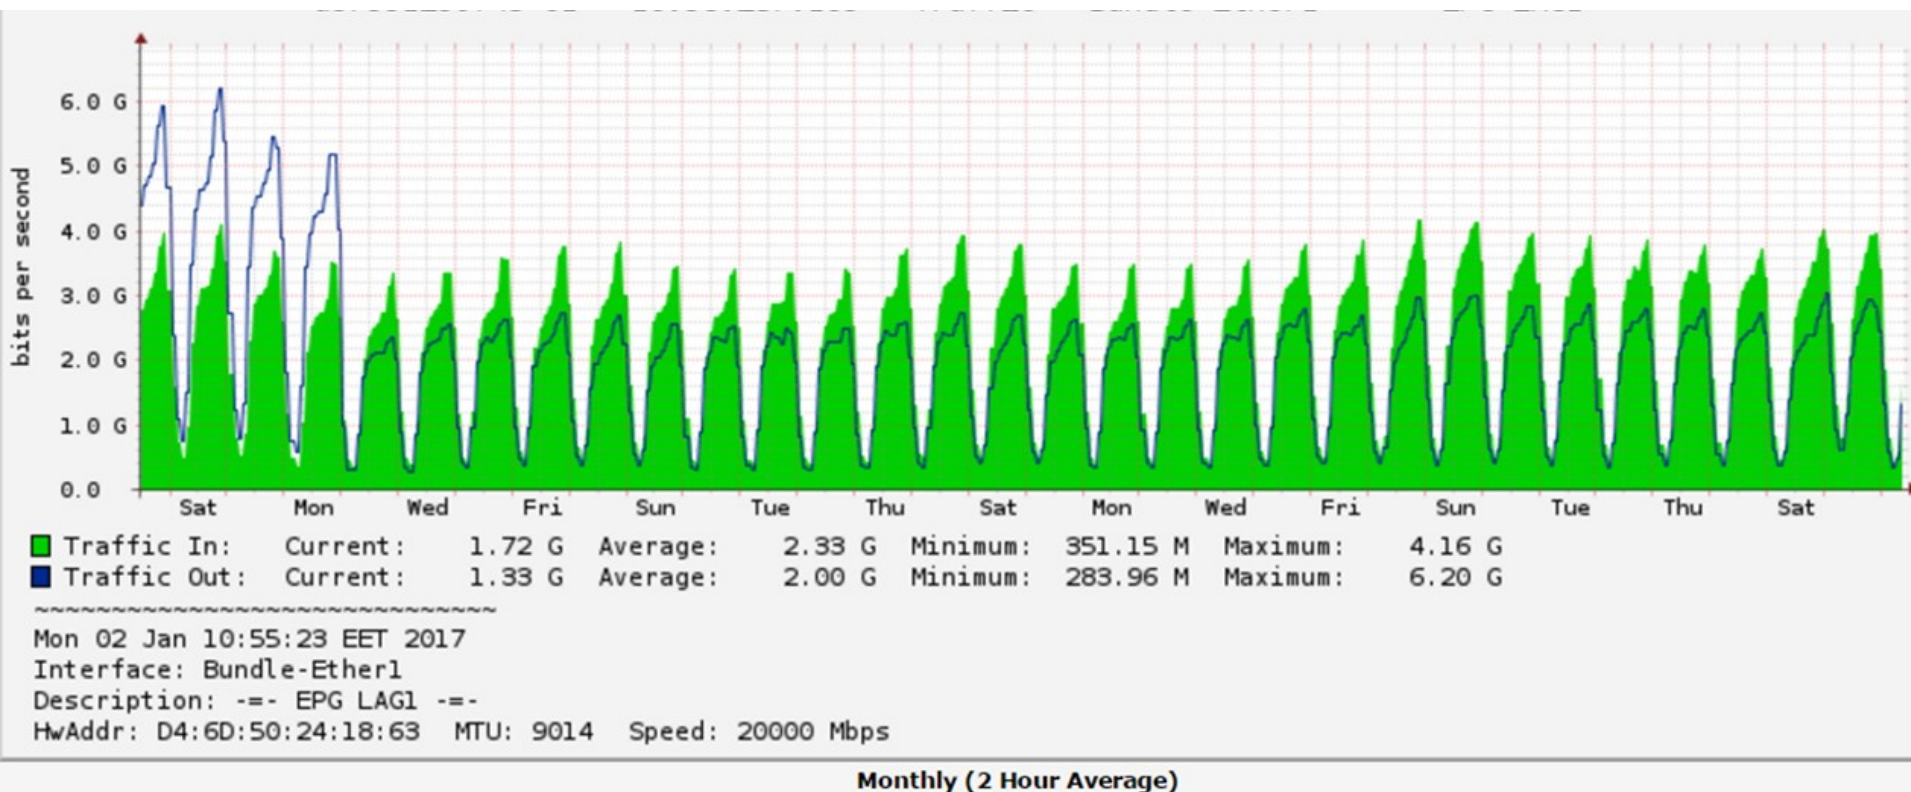 6.0 G
5.0 G
4.0 G
3.0 G
2.0 G
1.0 G
0.0
bits per second
Sat Mon Wed Fri Sun Tue Thu Sat Mon Wed Fri Sun Tue Thu Sat
Traffic In: Current: 1.72 G Average: 2.33 G Minimum: 351.15 M Maximum: 4.16 G
Traffic Out: Current: 1.33 G Average: 2.00 G Minimum: 283.96 M Maximum: 6.20 G
~~~~~~~~~~~~~~~~~~~~~~~~~~~~~~
Mon 02 Jan 10:55:23 EET 2017
Interface: Bundle-Ether1
Description: -=- EPG LAG1 -=-
HwAddr: D4:6D:50:24:18:63 MTU: 9014 Speed: 20000 Mbps
Monthly (2 Hour Average)